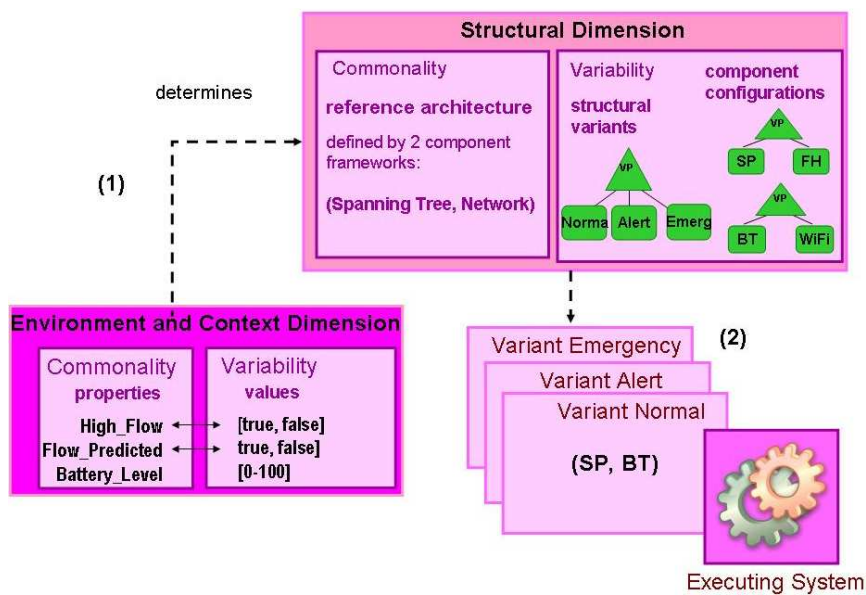 Structural Dimension
Commonality
reference architecture
defined by 2 component
frameworks:
(Spanning Tree, Network)
Variability
structural
variants
VP
Norma
Alert
Emerg
component
configurations
VP
SP
FH
VP
BT
WiFi
determines
(1)
Environment and Context Dimension
Commonality
properties
High_Flow
Flow_Predicted
Battery_Level
Variability
values
[true, false]
true, false]
[0-100]
(2)
Variant Emergency
Variant Alert
Variant Normal
(SP, BT)
Executing System